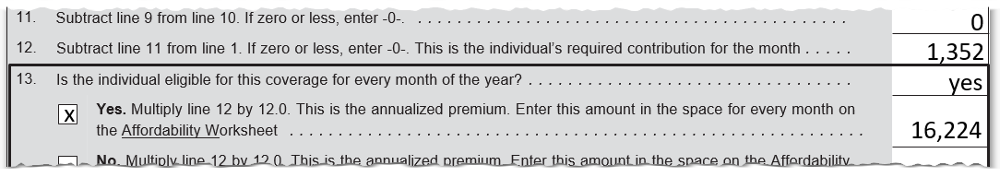 11. Subtract line 9 from line 10. If zero or less, enter -0-. . . . . . . . . . . . . . . . . . . . . . . . . . . . . . . . . . . . . . . . . . . . . 0
12. Subtract line 11 from line 1. If zero or less, enter -0-. This is the individual's required contribution for the month . . . . . 1,352
13. Is the individual eligible for this coverage for every month of the year? . . . . . . . . . . . . . . . . . . . . . . . . . . . . . . . . . yes
X Yes. Multiply line 12 by 12.0. This is the annualized premium. Enter this amount in the space for every month on
the Affordability Worksheet . . . . . . . . . . . . . . . . . . . . . . . . . . . . . . . . . . . . . . . . . . . . . . . . . . . . . . . . . . 16,224
No. Multiply line 12 by 12.0. This is the annualized premium. Enter this amount in the space on the Affordability